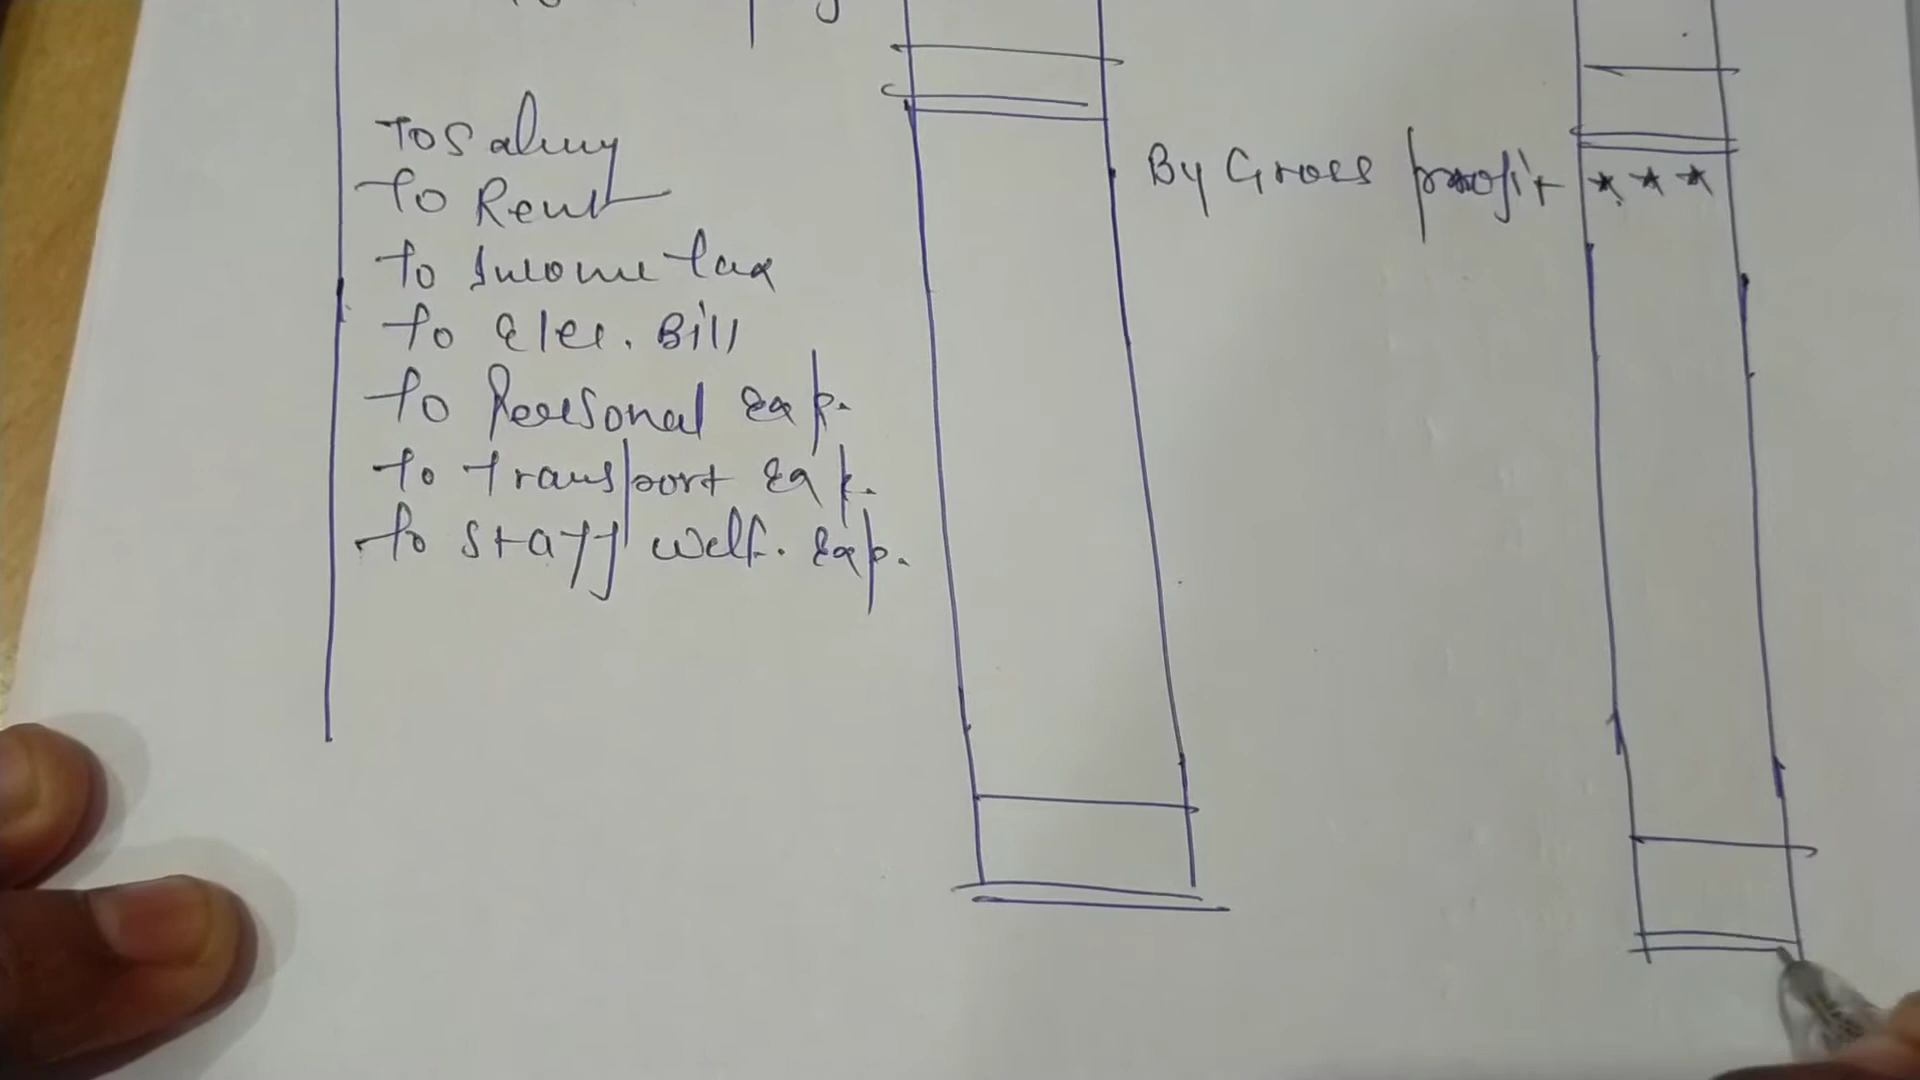 To Salary
To Rent
To Income tax
To Elec. Bill
To Personal Exp.
To transport Exp.
To Staff welf. Exp.
By Gross profit ***